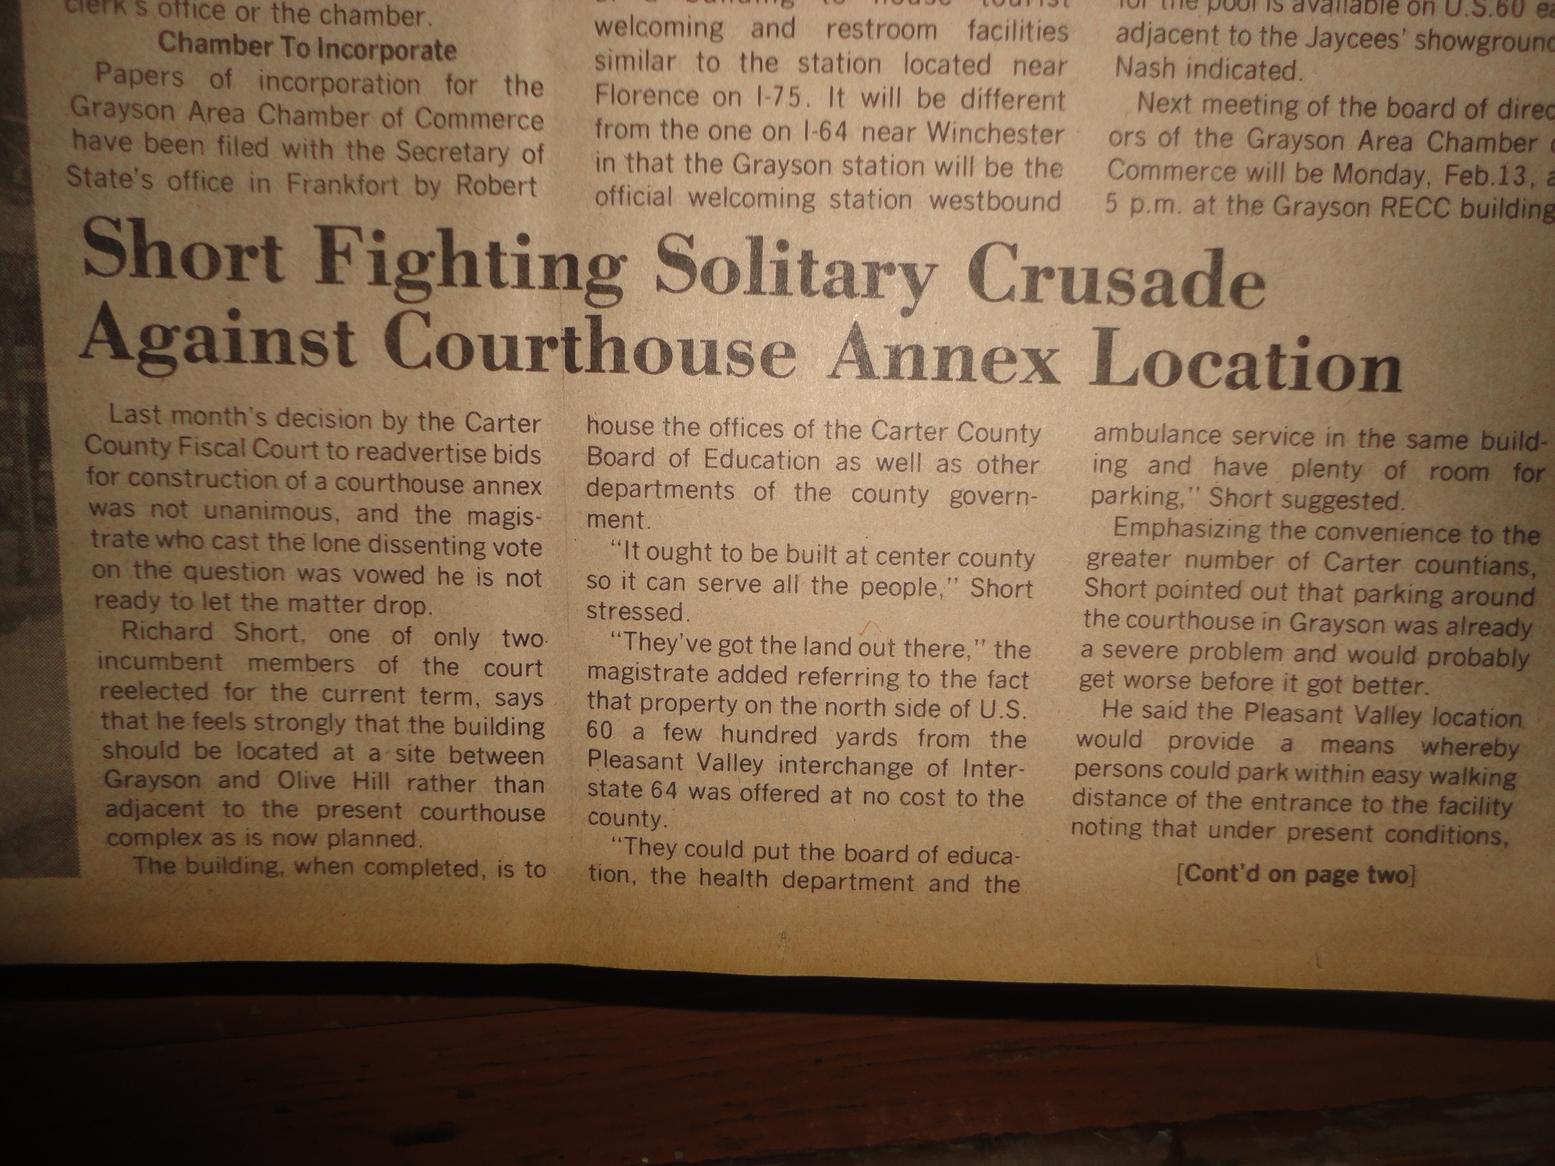 clerk's office or the chamber.
Chamber To Incorporate
Papers of incorporation for the
Grayson Area Chamber of Commerce
have been filed with the Secretary of
State's office in Frankfort by Robert
welcoming and restroom facilities
similar to the station located near
Florence on I-75. It will be different
from the one on I-64 near Winchester
in that the Grayson station will be the
official welcoming station westbound
for the pool is available on U.S.60
adjacent to the Jaycees' showground
Nash indicated.
Next meeting of the board of direc
ors of the Grayson Area Chamber
Commerce will be Monday, Feb.13,
5 p.m. at the Grayson RECC building
Short Fighting Solitary Crusade
Against Courthouse Annex Location
Last month's decision by the Carter
County Fiscal Court to readvertise bids
for construction of a courthouse annex
was not unanimous, and the magis-
trate who cast the lone dissenting vote
on the question was vowed he is not
ready to let the matter drop.
Richard Short, one of only two
incumbent members of the court
reelected for the current term, says
that he feels strongly that the building
should be located at a site between
Grayson and Olive Hill rather than
adjacent to the present courthouse
complex as is now planned.
The building, when completed, is to
house the offices of the Carter County
Board of Education as well as other
departments of the county govern-
ment.
"It ought to be built at center county
so it can serve all the people," Short
stressed.
"They've got the land out there," the
magistrate added referring to the fact
that property on the north side of U.S.
60 a few hundred yards from the
Pleasant Valley interchange of Inter-
state 64 was offered at no cost to the
county.
"They could put the board of educa-
tion, the health department and the
ambulance service in the same build-
ing and have plenty of room for
parking," Short suggested.
Emphasizing the convenience to the
greater number of Carter countians,
Short pointed out that parking around
the courthouse in Grayson was already
a severe problem and would probably
get worse before it got better.
He said the Pleasant Valley location
would provide a means whereby
persons could park within easy walking
distance of the entrance to the facility
noting that under present conditions,
[Cont'd on page two]